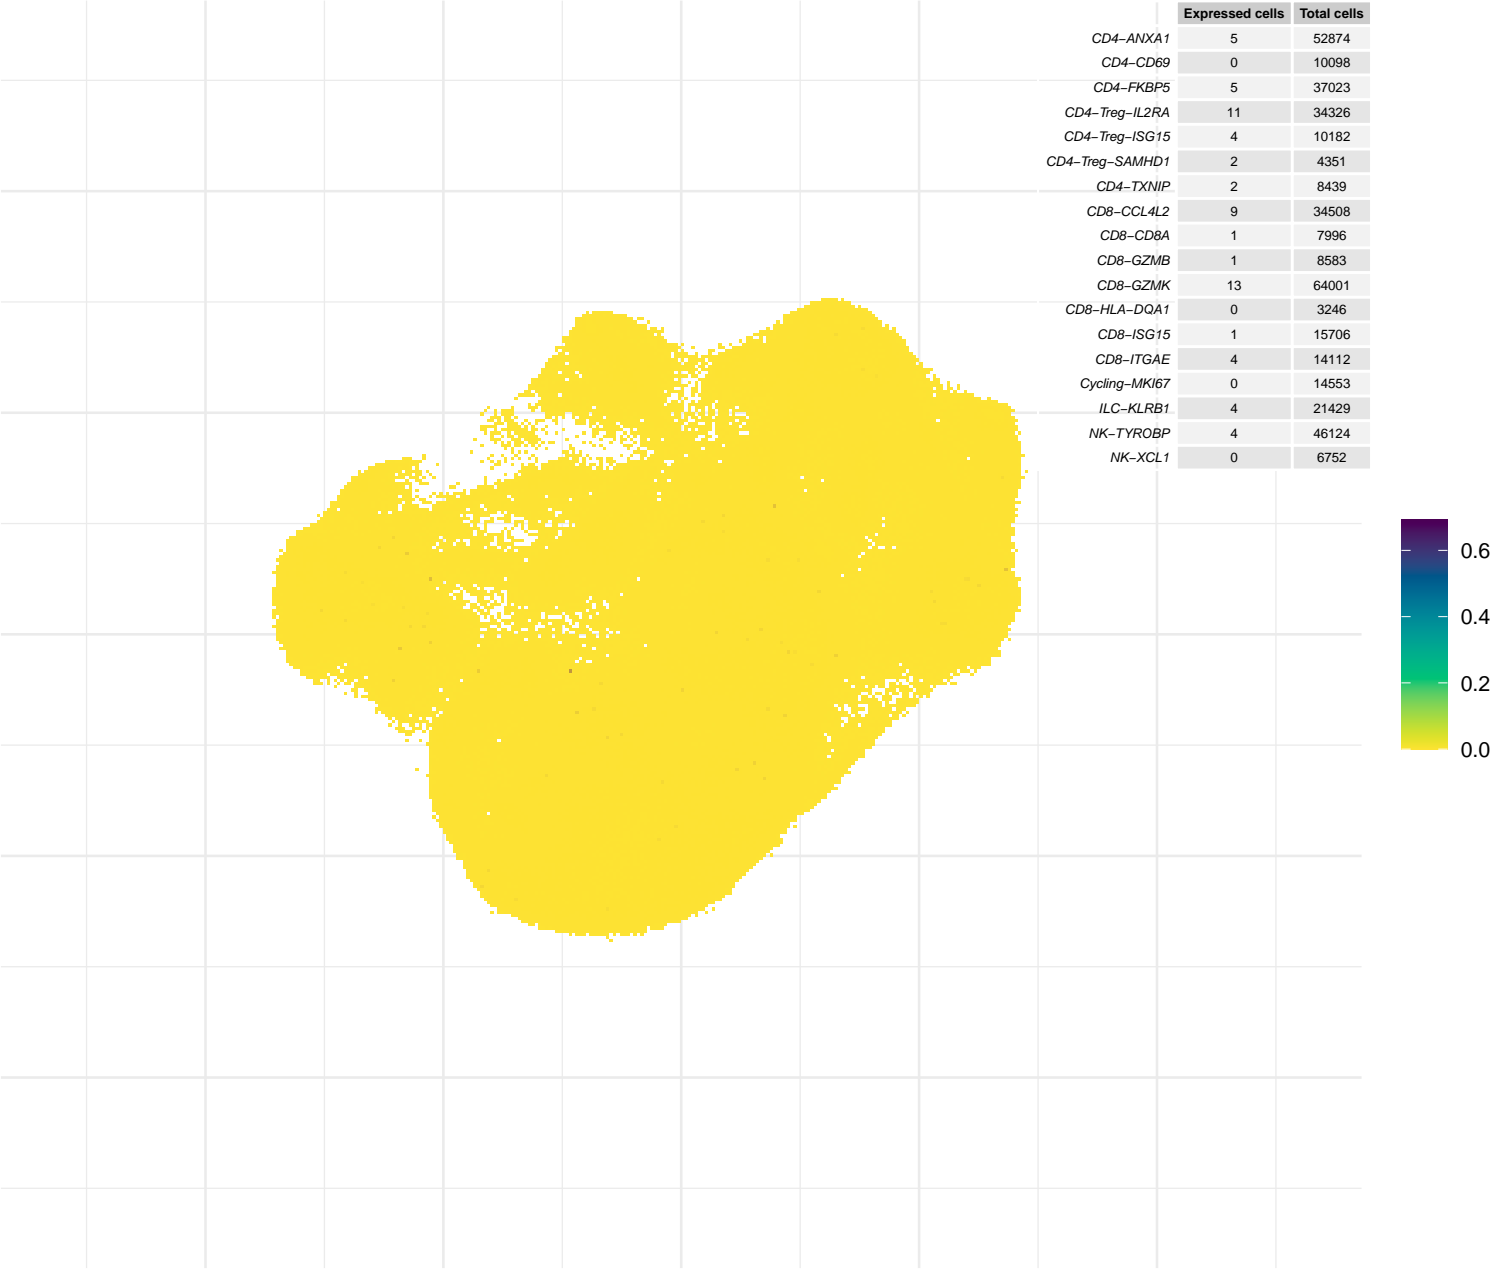 Expressed cells Total cells
CD4−ANXA1 5 52874
CD4−CD69 0 10098
CD4−FKBP5 5 37023
CD4−Treg−IL2RA 11 34326
CD4−Treg−ISG15 4 10182
CD4−Treg−SAMHD1 2 4351
CD4−TXNIP 2 8439
CD8−CCL4L2 9 34508
CD8−CD8A 1 7996
CD8−GZMB 1 8583
CD8−GZMK 13 64001
CD8−HLA−DQA1 0 3246
CD8−ISG15 1 15706
CD8−ITGAE 4 14112
Cycling−MKI67 0 14553
ILC−KLRB1 4 21429
NK−TYROBP 4 46124
NK−XCL1 0 6752
0.6
0.4
0.2
0.0